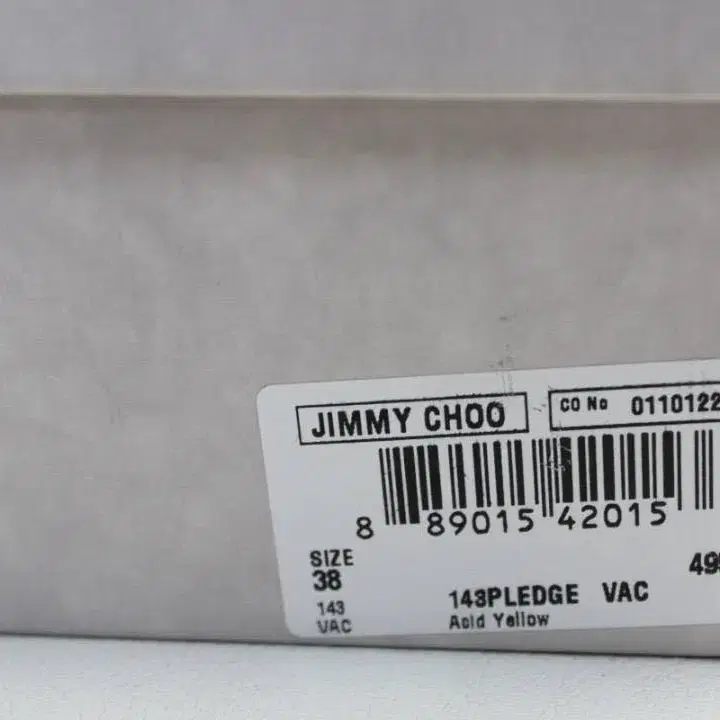 JIMMY CHOO
CO No 0110122
8 89015 42015
SIZE
38
143PLEDGE VAC
143
VAC
Acid Yellow